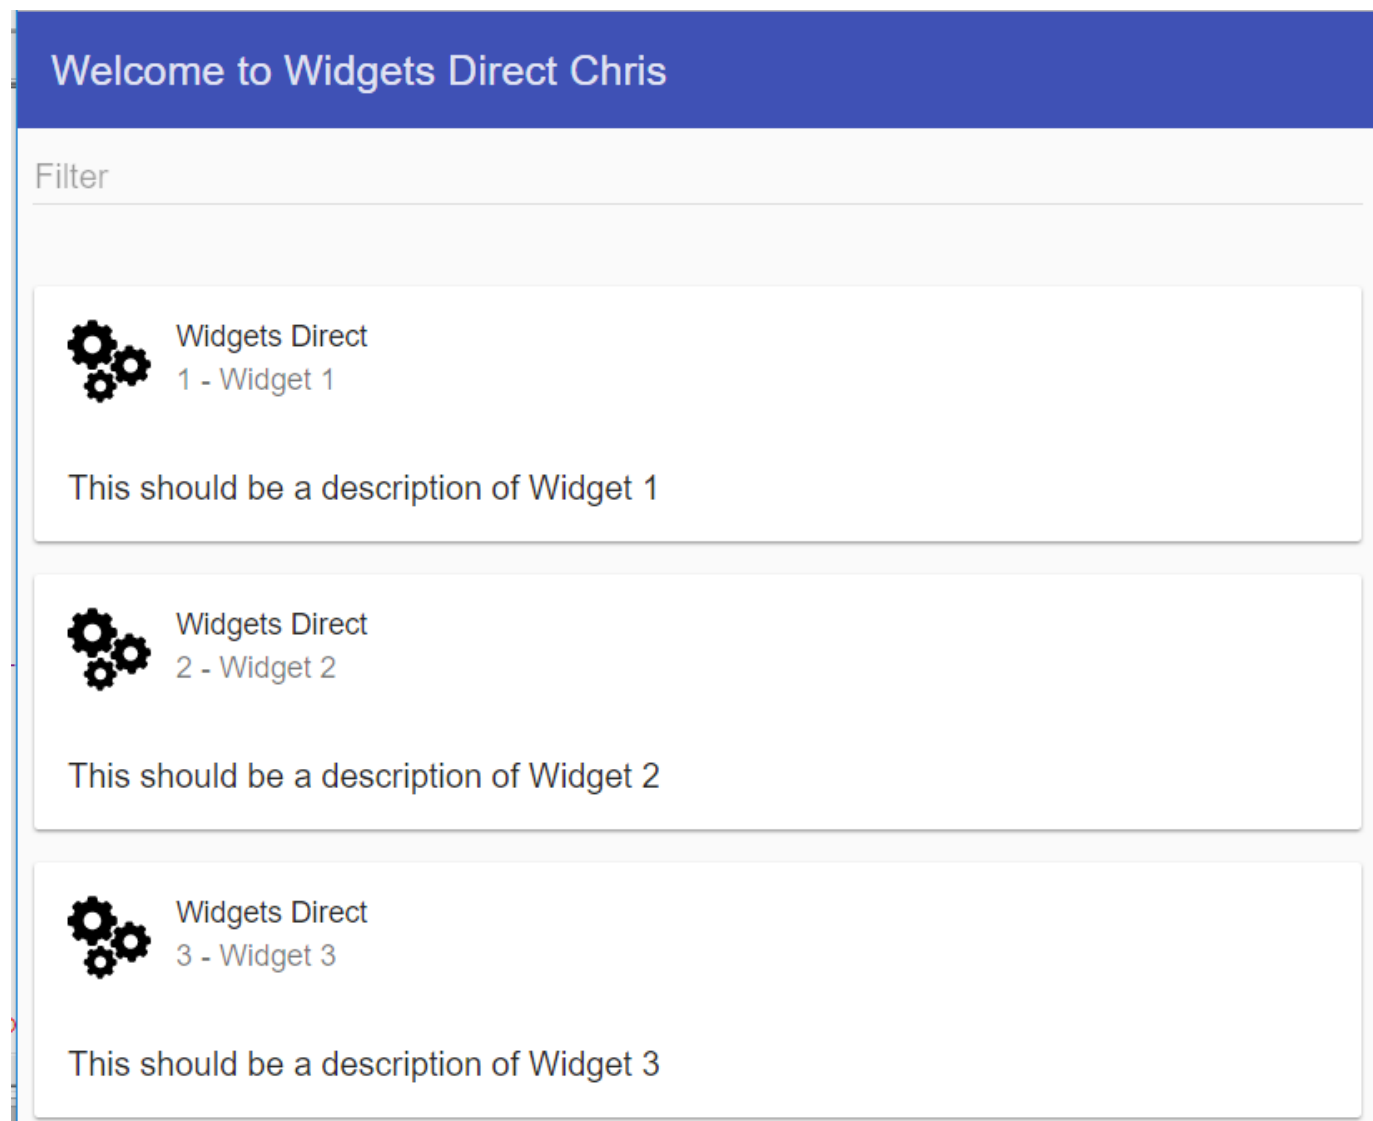 Welcome to Widgets Direct Chris
Filter
Widgets Direct
1 - Widget 1
This should be a description of Widget 1
Widgets Direct
2 - Widget 2
This should be a description of Widget 2
Widgets Direct
3 - Widget 3
This should be a description of Widget 3